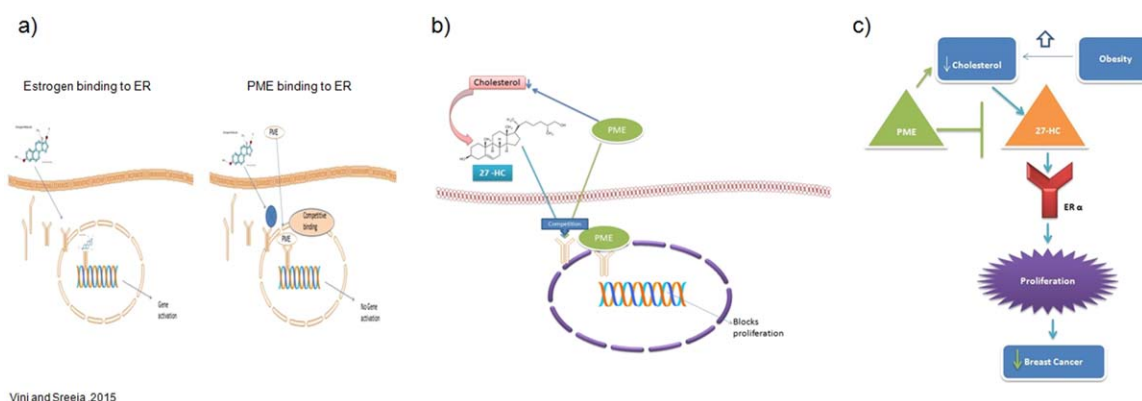 a)
Estrogen binding to ER
PME binding to ER
PME
Competitive
binding
PME
Gene
activation
No Gene
activation
Vini and Sreeja ,2015
b)
Cholesterol
PME
27 -HC
Competition
PME
Blocks
proliferation
c)
Cholesterol
Obesity
PME
27-HC
ER α
Proliferation
Breast Cancer